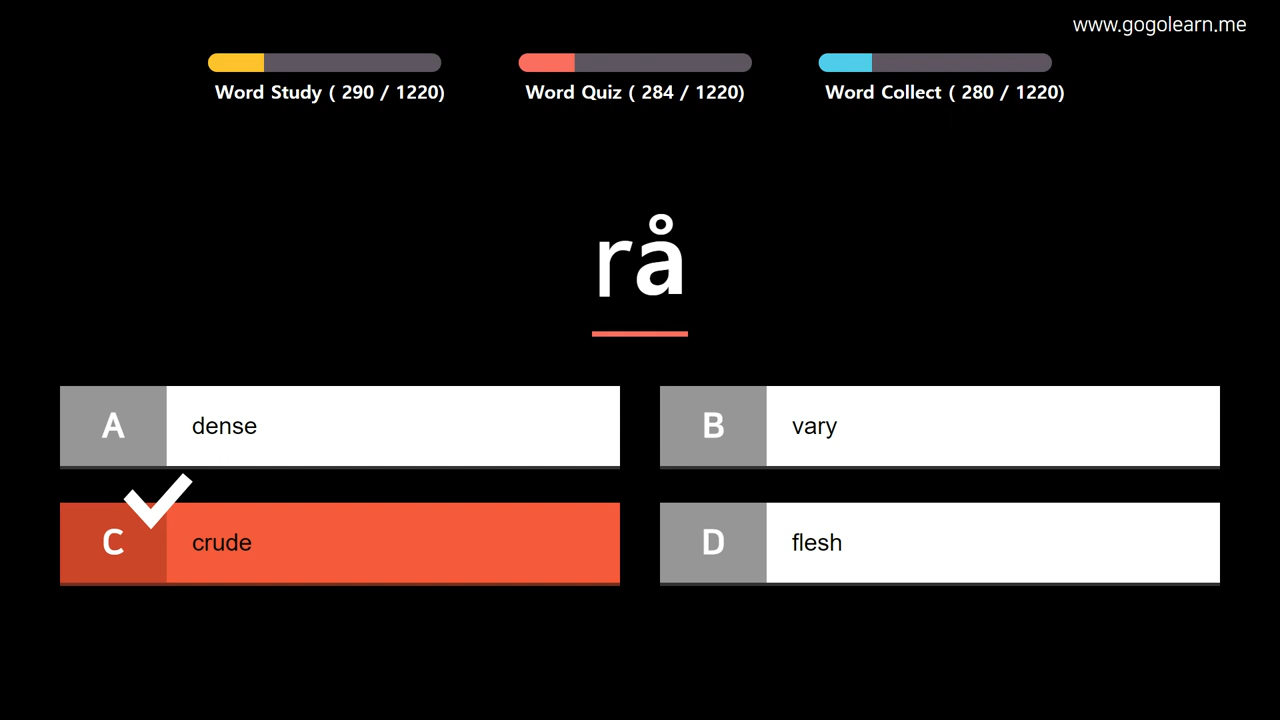 www.gogolearn.me
Word Study ( 290 / 1220)
Word Quiz ( 284 / 1220)
Word Collect ( 280 / 1220)
rå
A dense
B vary
C crude
D flesh